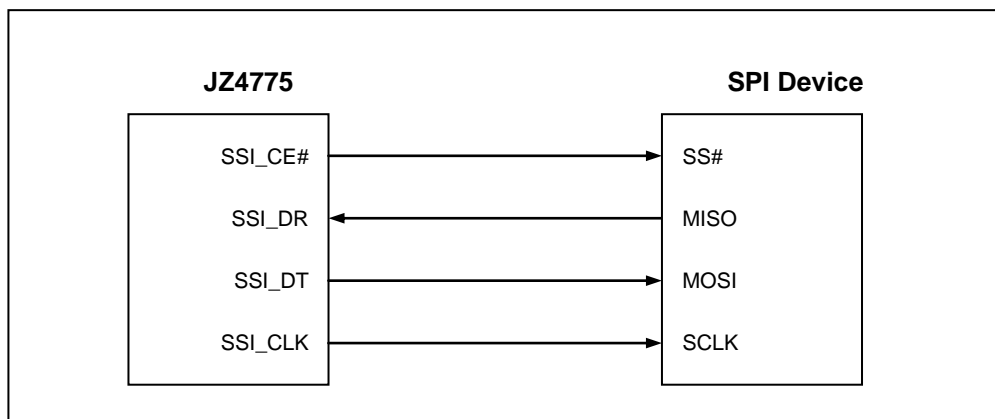 JZ4775 SPI Device
SSI_CE# SS#
SSI_DR MISO
SSI_DT MOSI
SSI_CLK SCLK